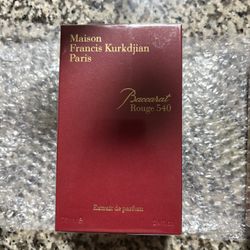 Maison
Francis Kurkdjian
Paris
Baccarat
Rouge 540
Extrait de parfum